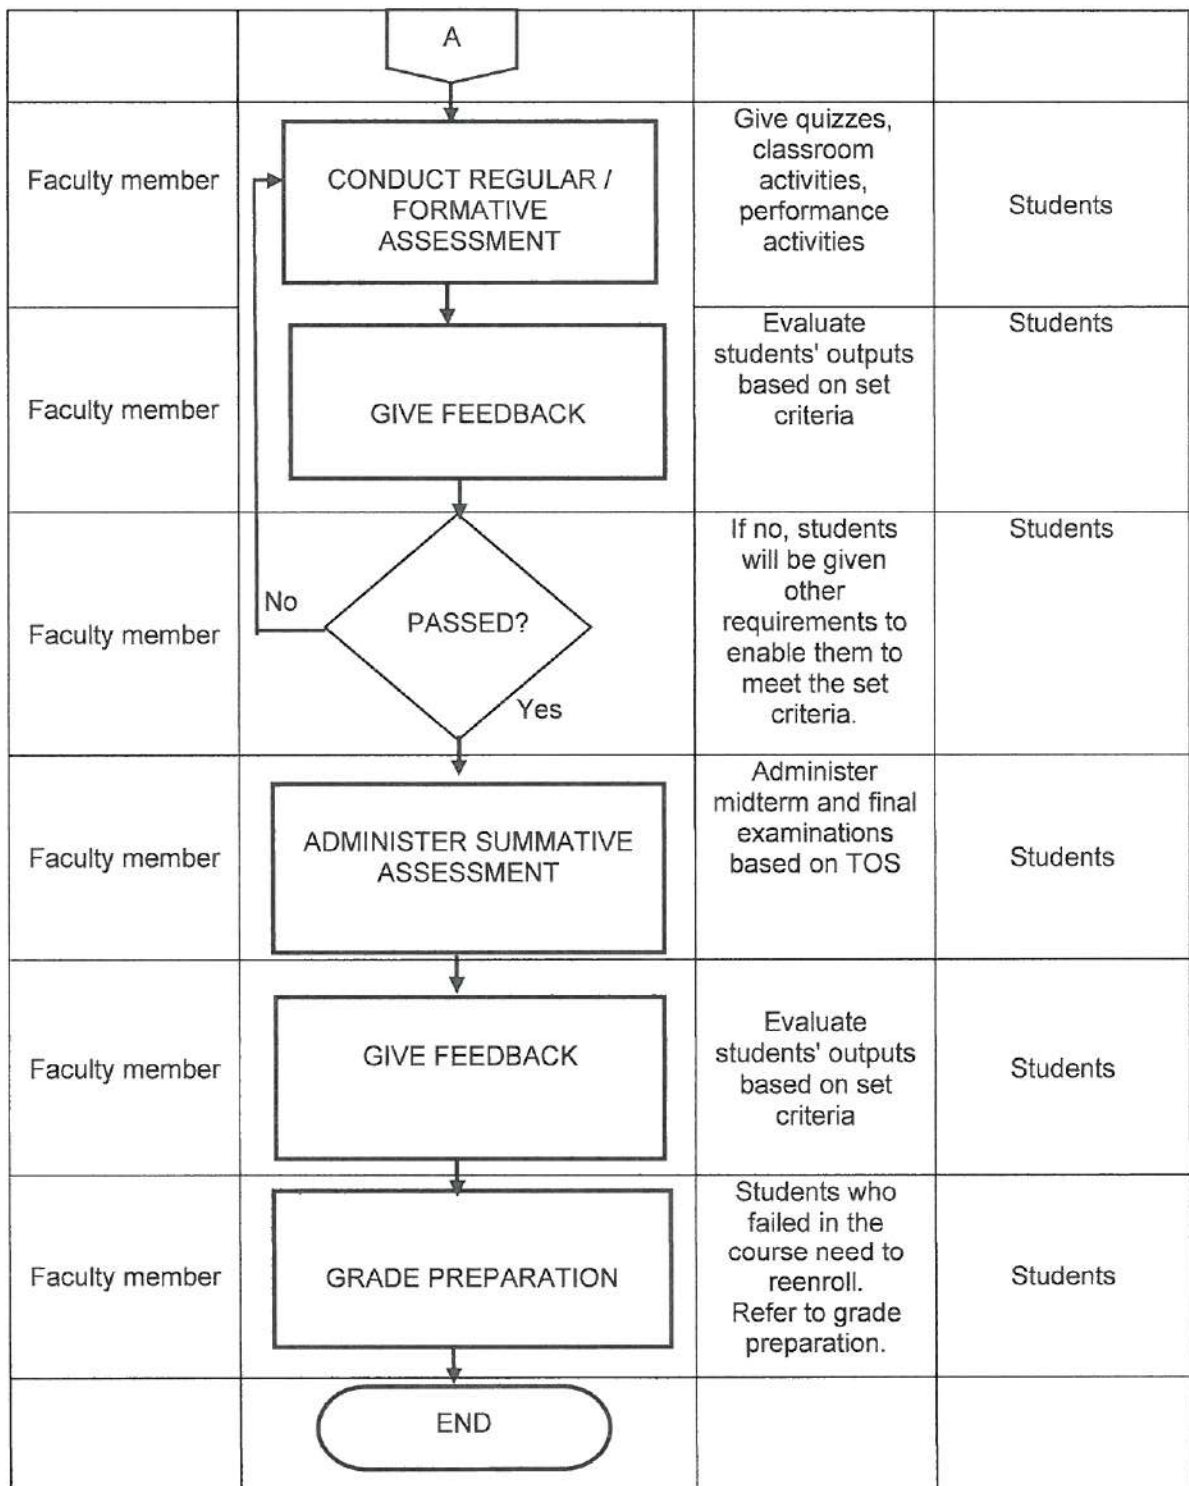 A
Faculty member
CONDUCT REGULAR /
FORMATIVE
ASSESSMENT
Give quizzes,
classroom
activities,
performance
activities
Students
Faculty member
GIVE FEEDBACK
Evaluate
students' outputs
based on set
criteria
Students
Faculty member
No
PASSED?
Yes
If no, students
will be given
other
requirements to
enable them to
meet the set
criteria.
Students
Faculty member
ADMINISTER SUMMATIVE
ASSESSMENT
Administer
midterm and final
examinations
based on TOS
Students
Faculty member
GIVE FEEDBACK
Evaluate
students' outputs
based on set
criteria
Students
Faculty member
GRADE PREPARATION
Students who
failed in the
course need to
reenroll.
Refer to grade
preparation.
Students
END